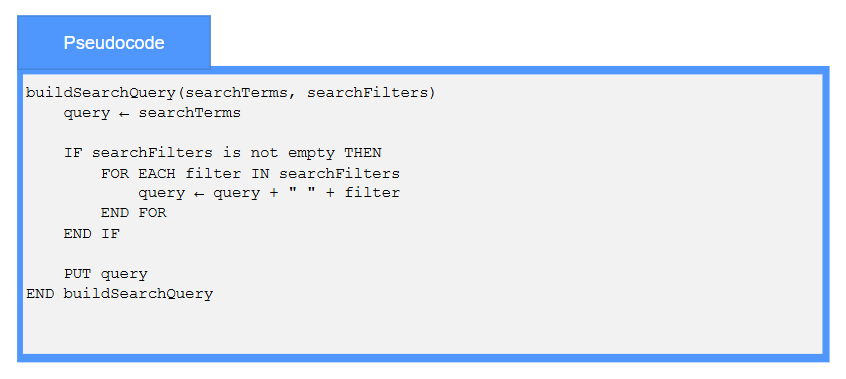 Pseudocode
buildSearchQuery(searchTerms, searchFilters)
    query ← searchTerms

    IF searchFilters is not empty THEN
        FOR EACH filter IN searchFilters
            query ← query + " " + filter
        END FOR
    END IF

    PUT query
END buildSearchQuery